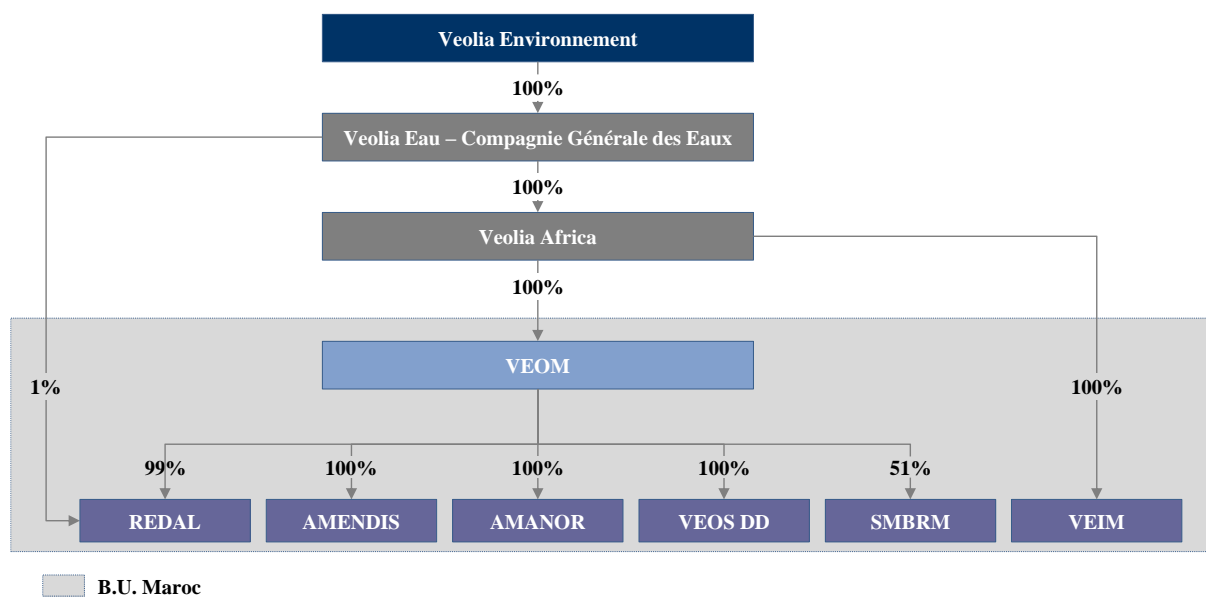 Veolia Environnement
100%
Veolia Eau – Compagnie Générale des Eaux
100%
Veolia Africa
100%
VEOM
1%
100%
99%
100%
100%
100%
51%
REDAL
AMENDIS
AMANOR
VEOS DD
SMBRM
VEIM
B.U. Maroc